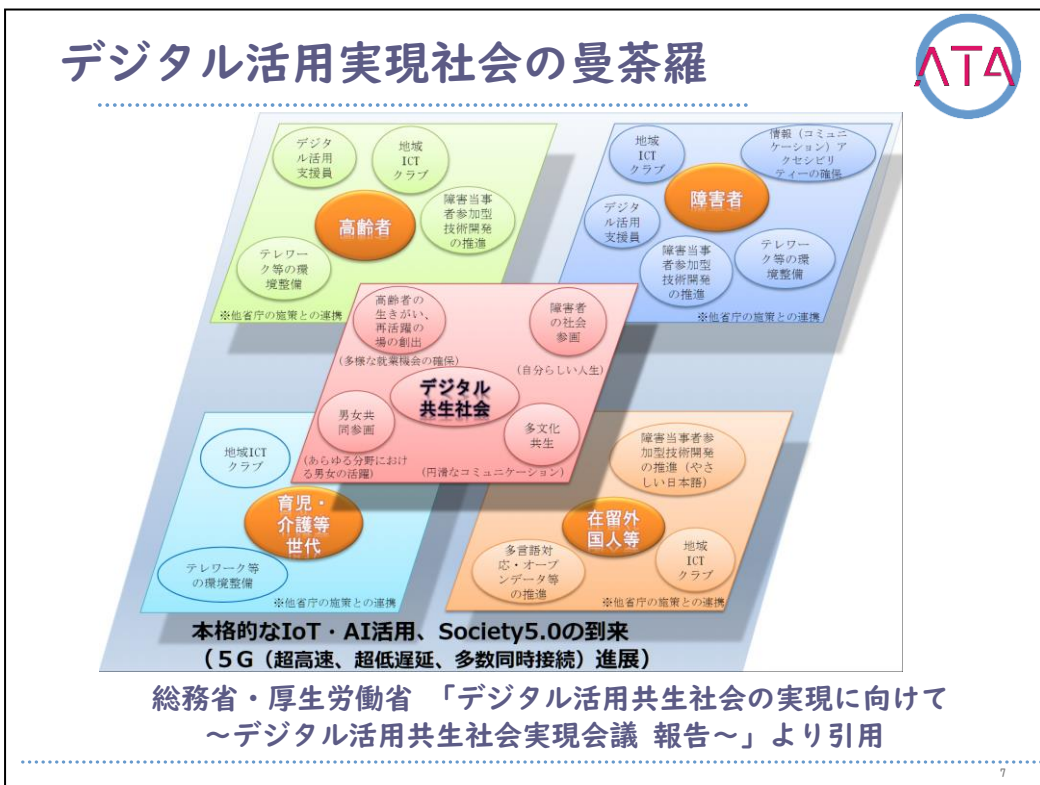 デジタル活用実現社会の曼荼羅
ATA
デジタ
ル活用
支援員
地域
ICT
クラブ
高齢者
障害当事
者参加型
技術開発
の推進
テレワー
ク等の環
境整備
※他省庁の施策との連携
地域
ICT
クラブ
情報（コミュニ
ケーション）ア
クセシビリ
ティーの確保
障害者
デジタ
ル活用
支援員
障害当事
者参加型
技術開発
の推進
テレワー
ク等の環
境整備
※他省庁の施策との連携
高齢者の
生きがい、
再活躍の
場の創出
(多様な就業機会の確保)
障害者
の社会
参画
(自分らしい人生)
デジタル
共生社会
男女共
同参画
(あらゆる分野におけ
る男女の活躍)
多文化
共生
(円滑なコミュニケーション)
地域ICT
クラブ
育児・
介護等
世代
テレワーク等
の環境整備
※他省庁の施策との連携
障害当事者参
加型技術開発
の推進（やさ
しい日本語）
在留外
国人等
多言語対
応・オープ
ンデータ等
の推進
地域
ICT
クラブ
※他省庁の施策との連携
本格的なIoT・AI活用、Society5.0の到来
（５G（超高速、超低遅延、多数同時接続）進展）
総務省・厚生労働省 「デジタル活用共生社会の実現に向けて
～デジタル活用共生社会実現会議 報告～」より引用
7